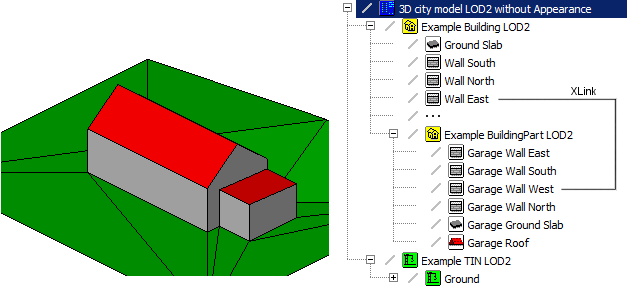 3D city model LOD2 without Appearance
Example Building LOD2
Ground Slab
Wall South
Wall North
Wall East
XLink
...
Example BuildingPart LOD2
Garage Wall East
Garage Wall South
Garage Wall West
Garage Wall North
Garage Ground Slab
Garage Roof
Example TIN LOD2
Ground